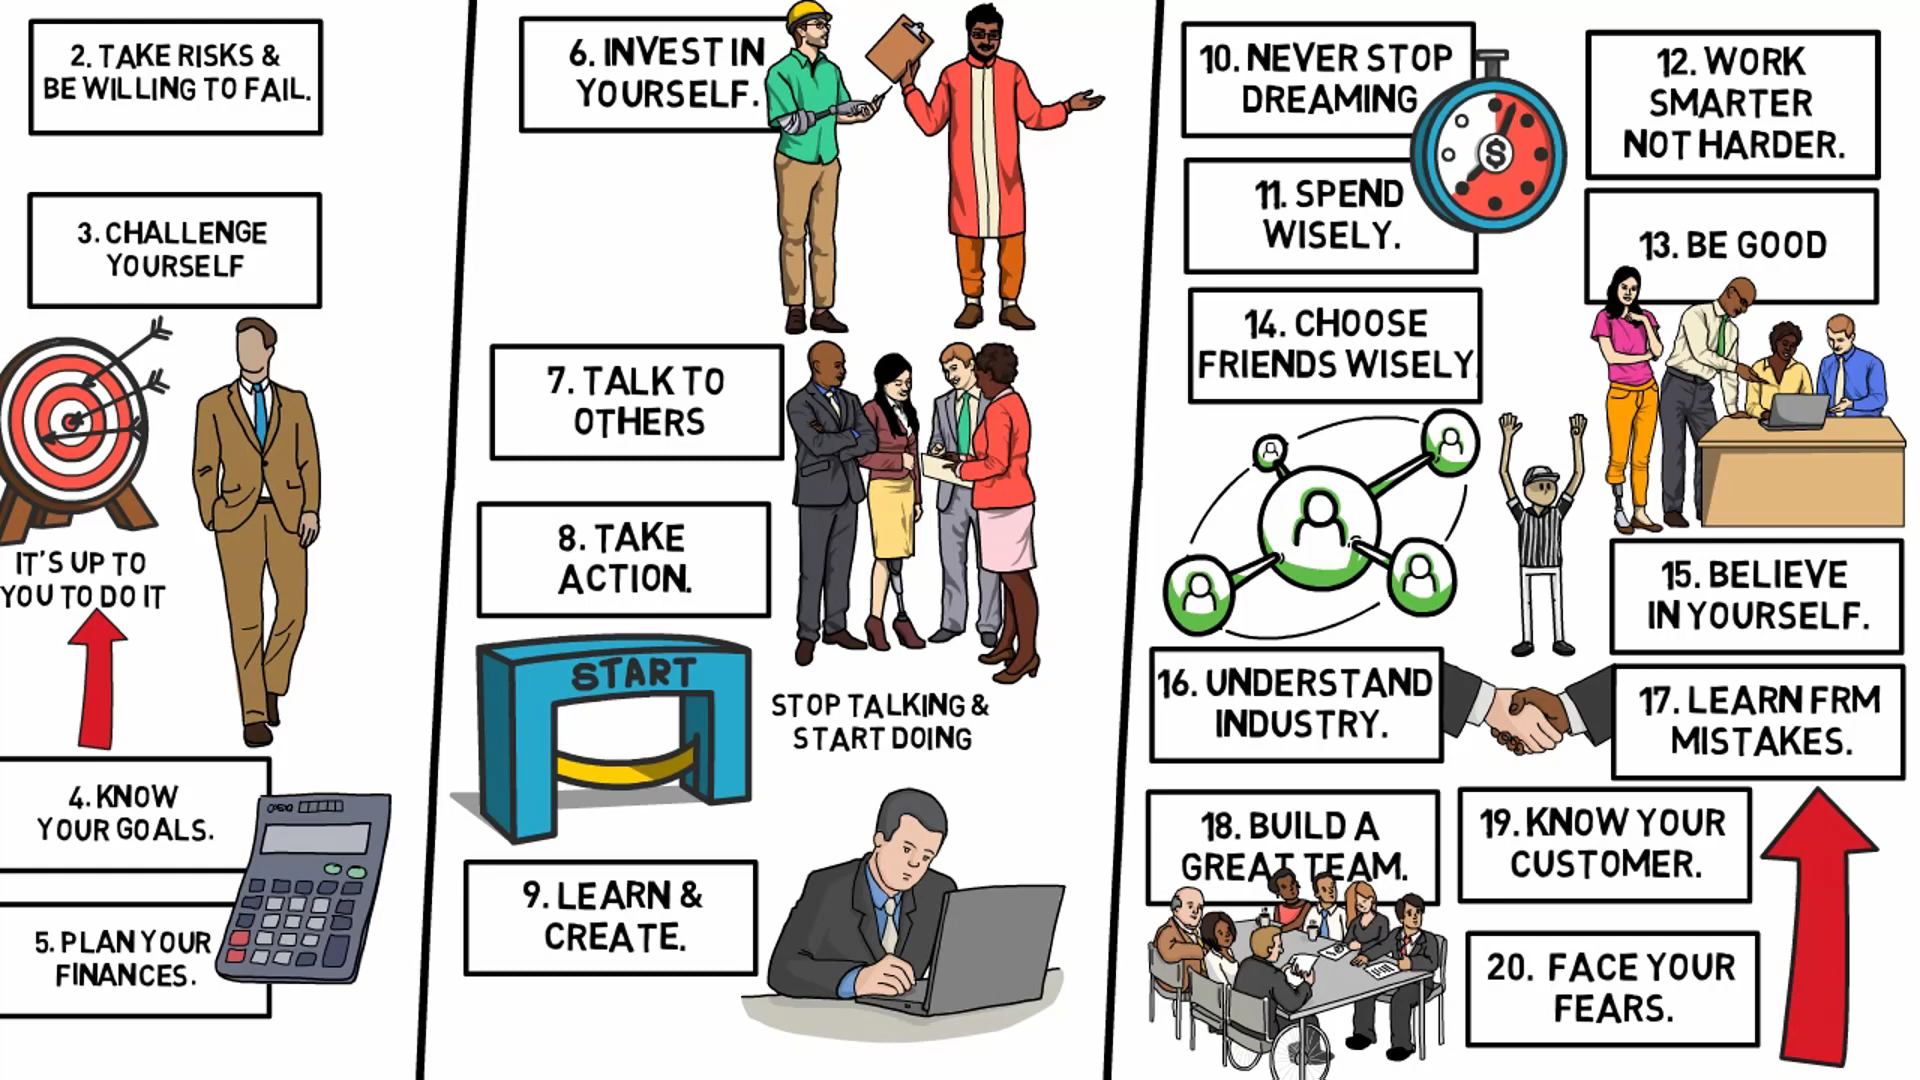 2. TAKE RISKS &
BE WILLING TO FAIL.
3. CHALLENGE
YOURSELF
IT'S UP TO
YOU TO DO IT
4. KNOW
YOUR GOALS.
5. PLAN YOUR
FINANCES.
6. INVEST IN
YOURSELF.
7. TALK TO
OTHERS
8. TAKE
ACTION.
START
STOP TALKING &
START DOING
9. LEARN &
CREATE.
10. NEVER STOP
DREAMING
$
11. SPEND
WISELY.
12. WORK
SMARTER
NOT HARDER.
13. BE GOOD
14. CHOOSE
FRIENDS WISELY
15. BELIEVE
IN YOURSELF.
16. UNDERSTAND
INDUSTRY.
17. LEARN FRM
MISTAKES.
18. BUILD A
GREAT TEAM.
19. KNOW YOUR
CUSTOMER.
20. FACE YOUR
FEARS.